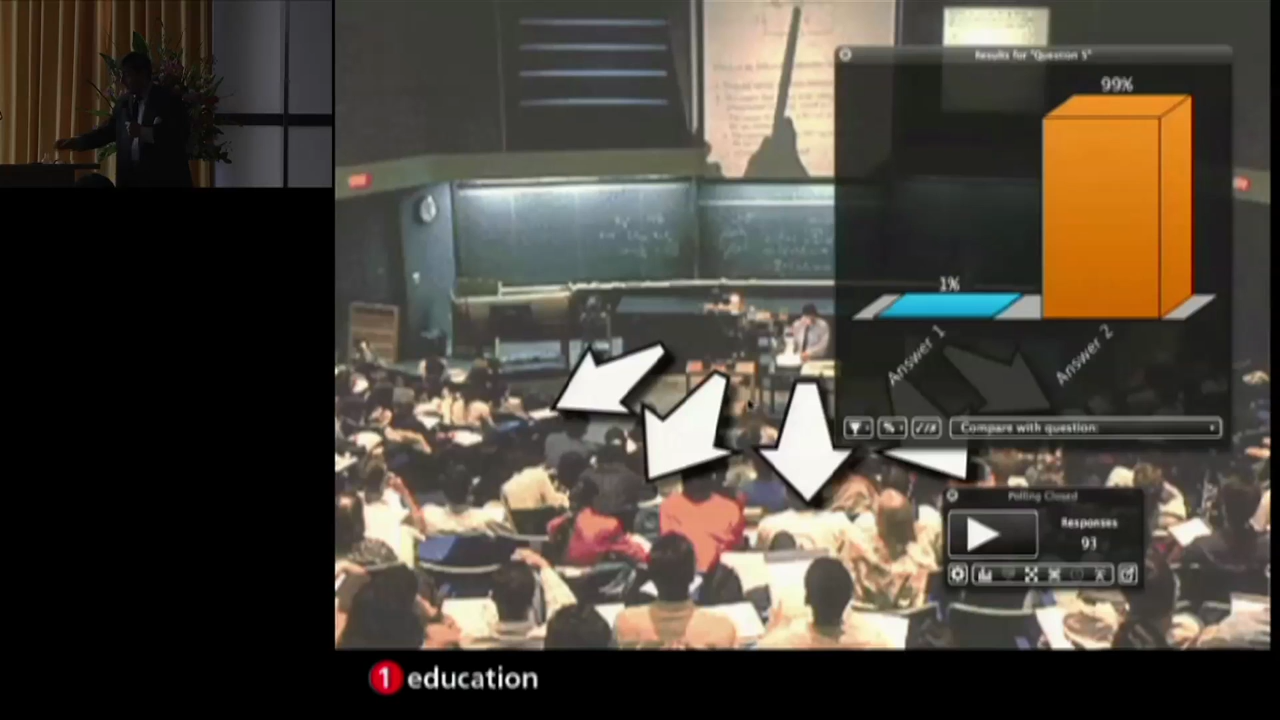 Results for "Question 5"
99%
1%
Answer 1
Answer 2
%
Compare with question:
Polling Closed
Responses
93
1 education